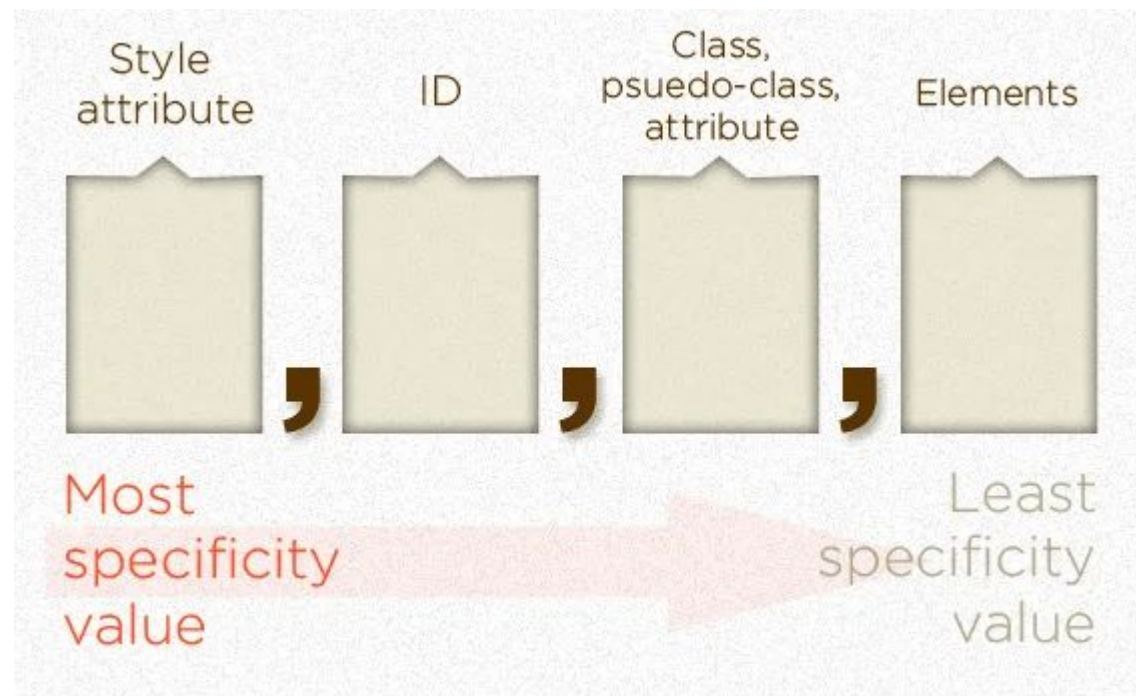 Style
attribute
ID
Class,
psuedo-class,
attribute
Elements
, , ,
Most
specificity
value
Least
specificity
value